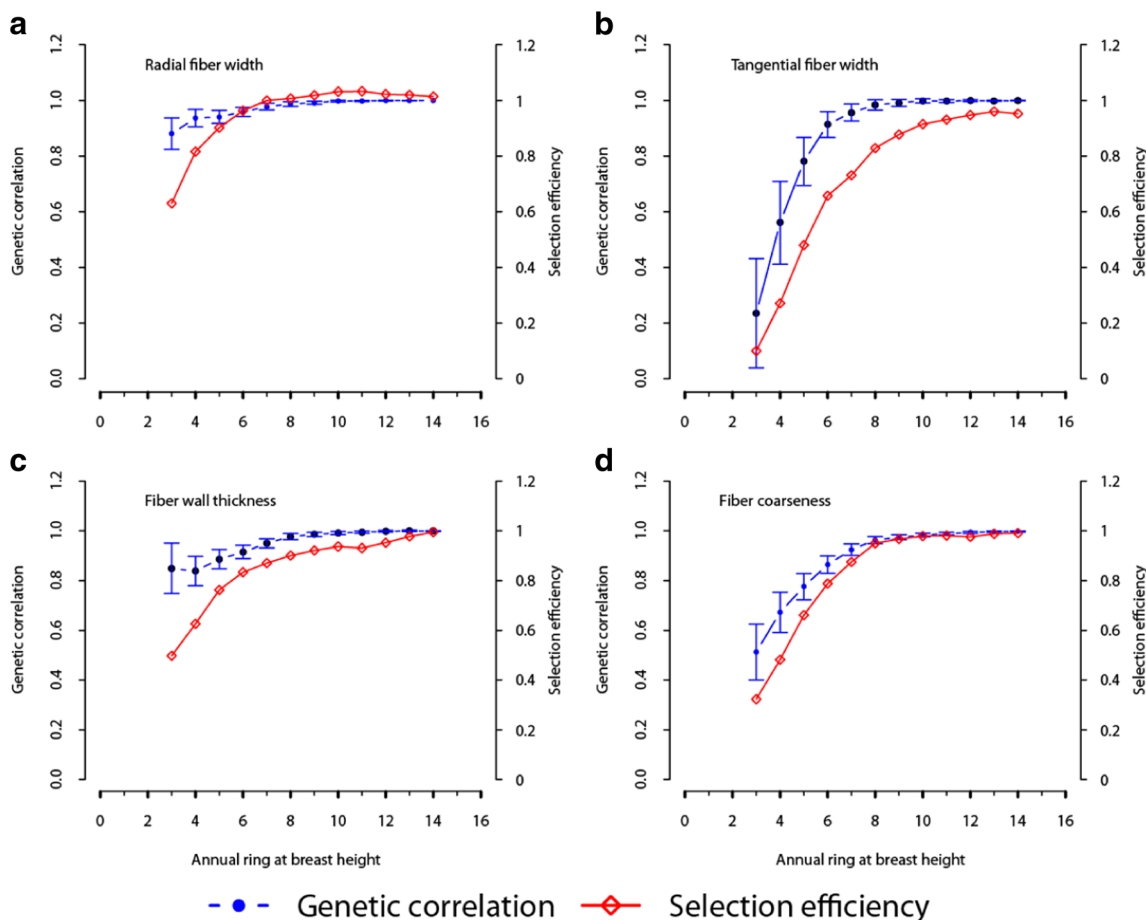 a
Radial fiber width
Genetic correlation
0.0 0.2 0.4 0.6 0.8 1.0 1.2
Selection efficiency
0 0.2 0.4 0.6 0.8 1 1.2
0 2 4 6 8 10 12 14 16
b
Tangential fiber width
Genetic correlation
0.0 0.2 0.4 0.6 0.8 1.0 1.2
Selection efficiency
0 0.2 0.4 0.6 0.8 1 1.2
0 2 4 6 8 10 12 14 16
c
Fiber wall thickness
Genetic correlation
0.0 0.2 0.4 0.6 0.8 1.0 1.2
Selection efficiency
0 0.2 0.4 0.6 0.8 1 1.2
0 2 4 6 8 10 12 14 16
Annual ring at breast height
d
Fiber coarseness
Genetic correlation
0.0 0.2 0.4 0.6 0.8 1.0 1.2
Selection efficiency
0 0.2 0.4 0.6 0.8 1 1.2
0 2 4 6 8 10 12 14 16
Annual ring at breast height
Genetic correlation
Selection efficiency